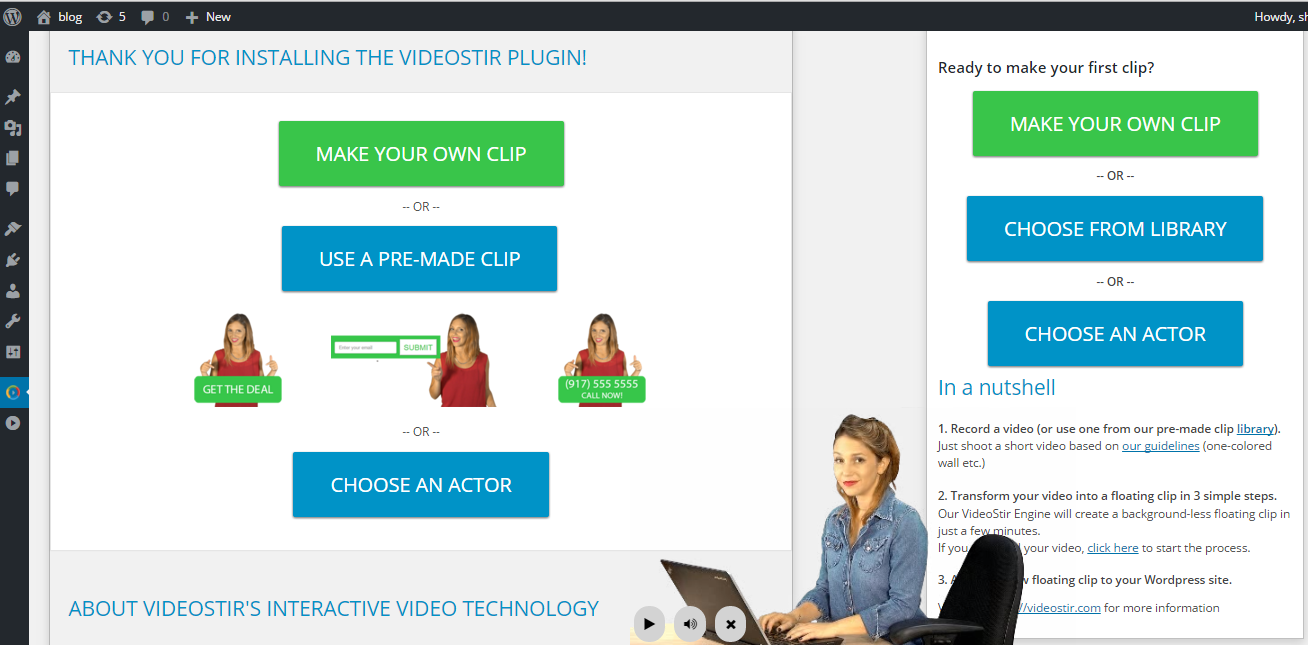 blog 5 0 New
Howdy, sh
THANK YOU FOR INSTALLING THE VIDEOSTIR PLUGIN!
MAKE YOUR OWN CLIP
-- OR --
USE A PRE-MADE CLIP
GET THE DEAL
Enter your email SUBMIT
(917) 555 5555
CALL NOW!
-- OR --
CHOOSE AN ACTOR
ABOUT VIDEOSTIR'S INTERACTIVE VIDEO TECHNOLOGY
Ready to make your first clip?
MAKE YOUR OWN CLIP
-- OR --
CHOOSE FROM LIBRARY
-- OR --
CHOOSE AN ACTOR
In a nutshell
1. Record a video (or use one from our pre-made clip library).
Just shoot a short video based on our guidelines (one-colored
wall etc.)
2. Transform your video into a floating clip in 3 simple steps.
Our VideoStir Engine will create a background-less floating clip in
just a few minutes.
If you your video, click here to start the process.
3. floating clip to your Wordpress site.
//videostir.com for more information